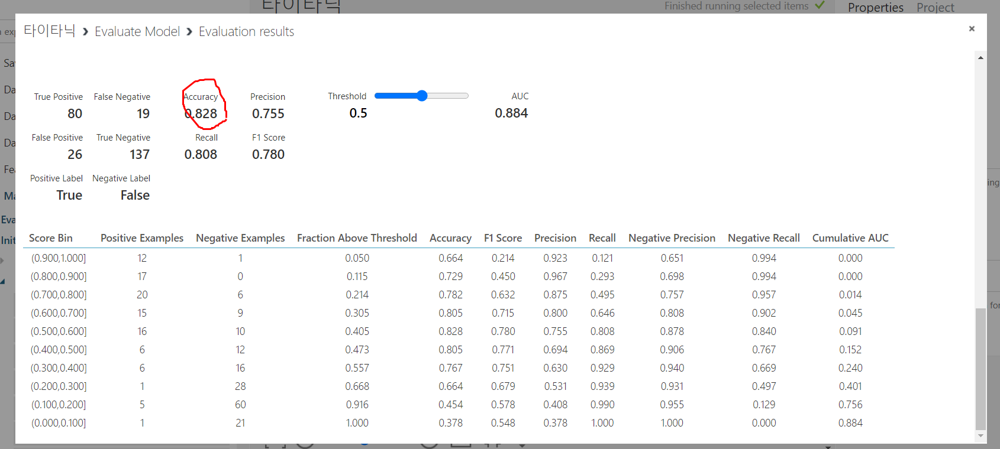 타이타닉
Finished running selected items
Properties Project
타이타닉 › Evaluate Model › Evaluation results
True Positive False Negative Accuracy Precision Threshold AUC
80 19 0.828 0.755 0.5 0.884
False Positive True Negative Recall F1 Score
26 137 0.808 0.780
Positive Label Negative Label
True False
Score Bin Positive Examples Negative Examples Fraction Above Threshold Accuracy F1 Score Precision Recall Negative Precision Negative Recall Cumulative AUC
(0.900,1.000] 12 1 0.050 0.664 0.214 0.923 0.121 0.651 0.994 0.000
(0.800,0.900] 17 0 0.115 0.729 0.450 0.967 0.293 0.698 0.994 0.000
(0.700,0.800] 20 6 0.214 0.782 0.632 0.875 0.495 0.757 0.957 0.014
(0.600,0.700] 15 9 0.305 0.805 0.715 0.800 0.646 0.808 0.902 0.045
(0.500,0.600] 16 10 0.405 0.828 0.780 0.755 0.808 0.878 0.840 0.091
(0.400,0.500] 6 12 0.473 0.805 0.771 0.694 0.869 0.906 0.767 0.152
(0.300,0.400] 6 16 0.557 0.767 0.751 0.630 0.929 0.940 0.669 0.240
(0.200,0.300] 1 28 0.668 0.664 0.679 0.531 0.939 0.931 0.497 0.401
(0.100,0.200] 5 60 0.916 0.454 0.578 0.408 0.990 0.955 0.129 0.756
(0.000,0.100] 1 21 1.000 0.378 0.548 0.378 1.000 1.000 0.000 0.884